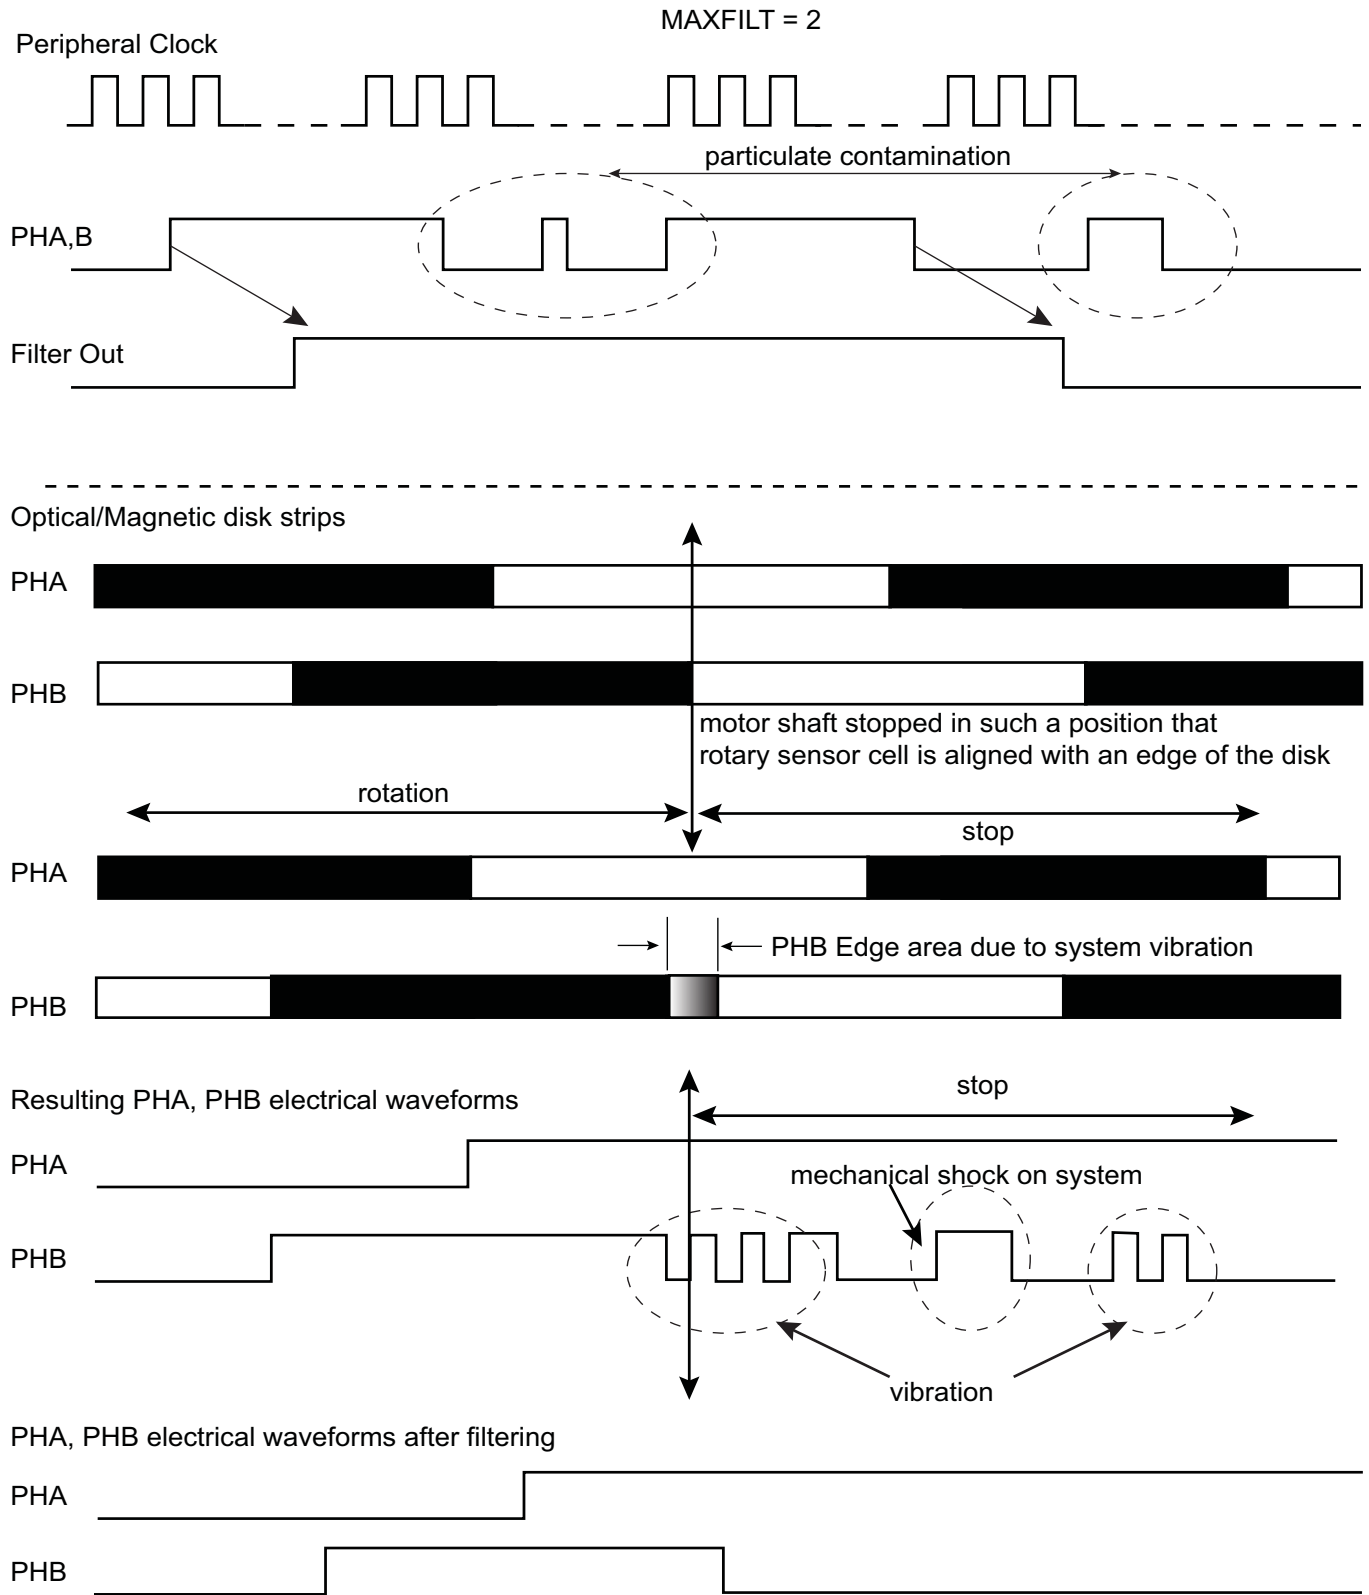 MAXFILT = 2
Peripheral Clock
particulate contamination
PHA,B
Filter Out
Optical/Magnetic disk strips
PHA
PHB
motor shaft stopped in such a position that
rotary sensor cell is aligned with an edge of the disk
rotation
stop
PHA
PHB Edge area due to system vibration
PHB
Resulting PHA, PHB electrical waveforms
stop
PHA
mechanical shock on system
PHB
vibration
PHA, PHB electrical waveforms after filtering
PHA
PHB